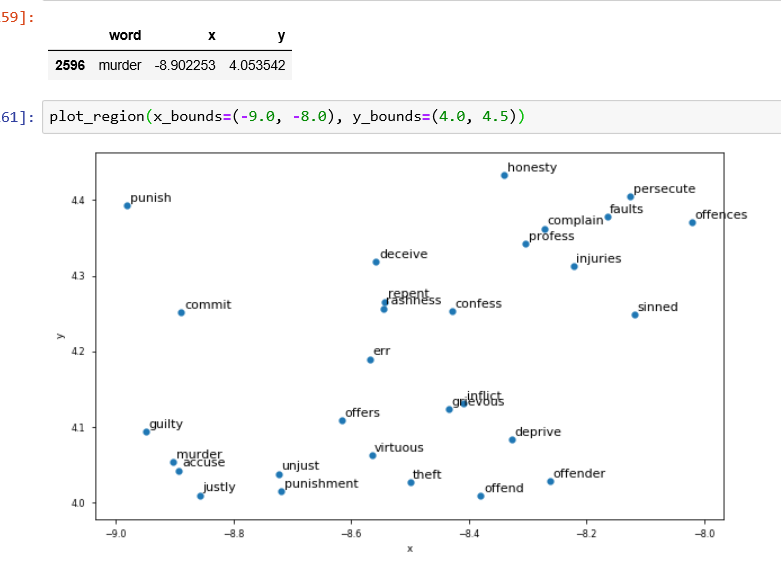 59]:
word x y
2596 murder -8.902253 4.053542
61]: plot_region(x_bounds=(-9.0, -8.0), y_bounds=(4.0, 4.5))
honesty
persecute
punish
faults
offences
complain
profess
deceive
injuries
repent
rashness
commit
confess
sinned
err
inflict
grievous
offers
guilty
deprive
virtuous
murder
accuse
unjust
theft
offender
punishment
justly
offend
4.4
4.3
4.2
4.1
4.0
y
−9.0 −8.8 −8.6 −8.4 −8.2 −8.0
x